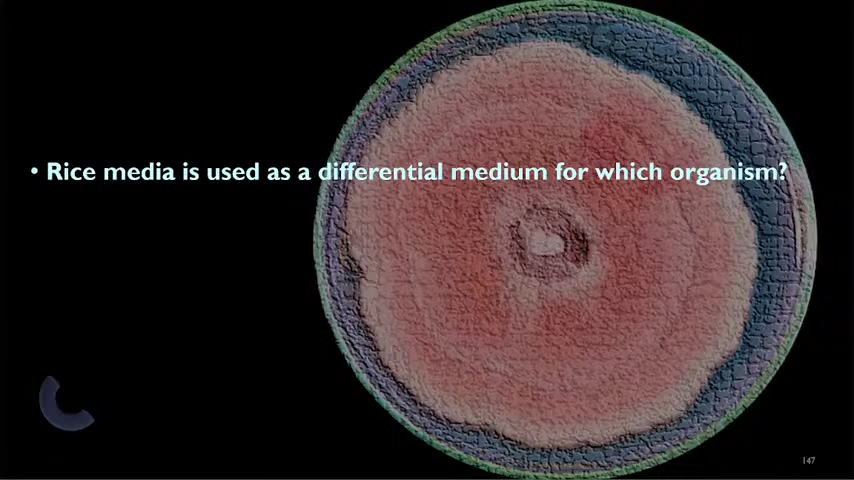 • Rice media is used as a differential medium for which organism?
147